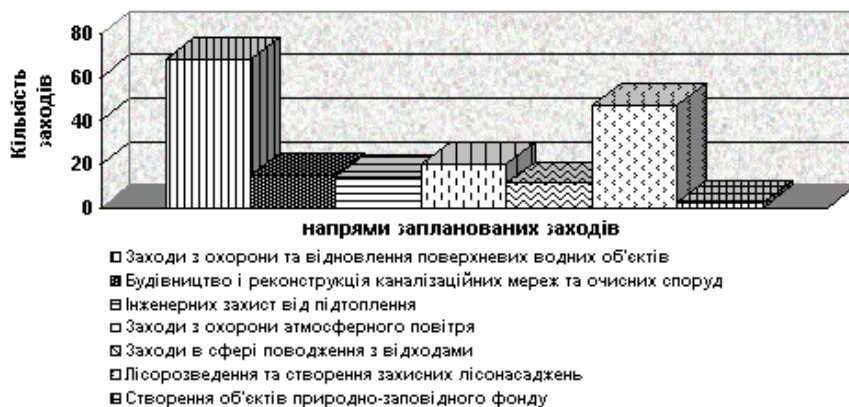 80
60
40
20
0
Кількість
заходів
напрями запланованих заходів
Заходи з охорони та відновлення поверхневих водних об'єктів
Будівництво і реконструкція каналізаційних мереж та очисних споруд
Інженерних захист від підтоплення
Заходи з охорони атмосферного повітря
Заходи в сфері поводження з відходами
Лісорозведення та створення захисних лісонасаджень
Створення об'єктів природно-заповідного фонду